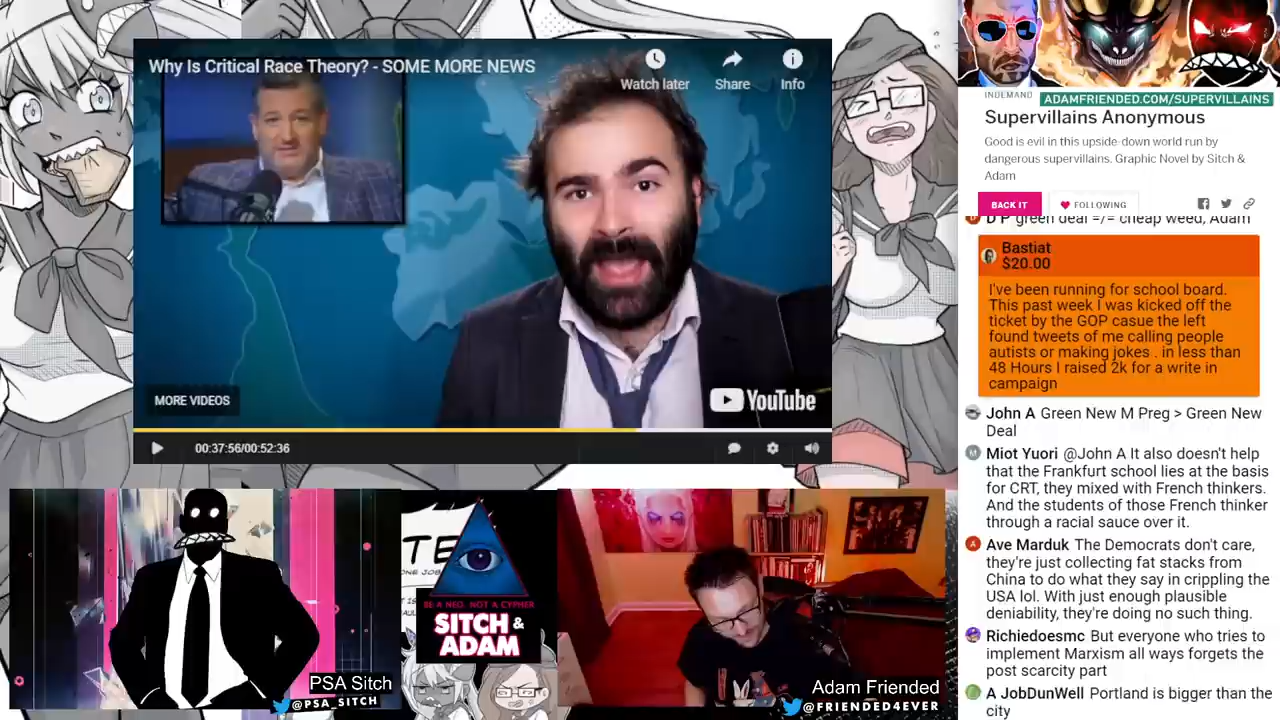 Why Is Critical Race Theory? - SOME MORE NEWS
Watch later
Share
Info
MORE VIDEOS
YouTube
00:37:56/00:52:36
INDEMAND
ADAMFRIENDED.COM/SUPERVILLAINS
Supervillains Anonymous
Good is evil in this upside-down world run by
dangerous supervillains. Graphic Novel by Sitch &
Adam
BACK IT
FOLLOWING
D P green deal =/= cheap weed, Adam
Bastiat
$20.00
I've been running for school board.
This past week I was kicked off the
ticket by the GOP casue the left
found tweets of me calling people
autists or making jokes . in less than
48 Hours I raised 2k for a write in
campaign
John A Green New M Preg > Green New
Deal
Miot Yuori @John A It also doesn't help
that the Frankfurt school lies at the basis
for CRT, they mixed with French thinkers.
And the students of those French thinker
through a racial sauce over it.
Ave Marduk The Democrats don't care,
they're just collecting fat stacks from
China to do what they say in crippling the
USA lol. With just enough plausible
deniability, they're doing no such thing.
Richiedoesmc But everyone who tries to
implement Marxism all ways forgets the
post scarcity part
A JobDunWell Portland is bigger than the
city
PSA Sitch
@PSA_SITCH
BE A NEO, NOT A CYPHER
SITCH &
ADAM
Adam Friended
@FRIENDED4EVER